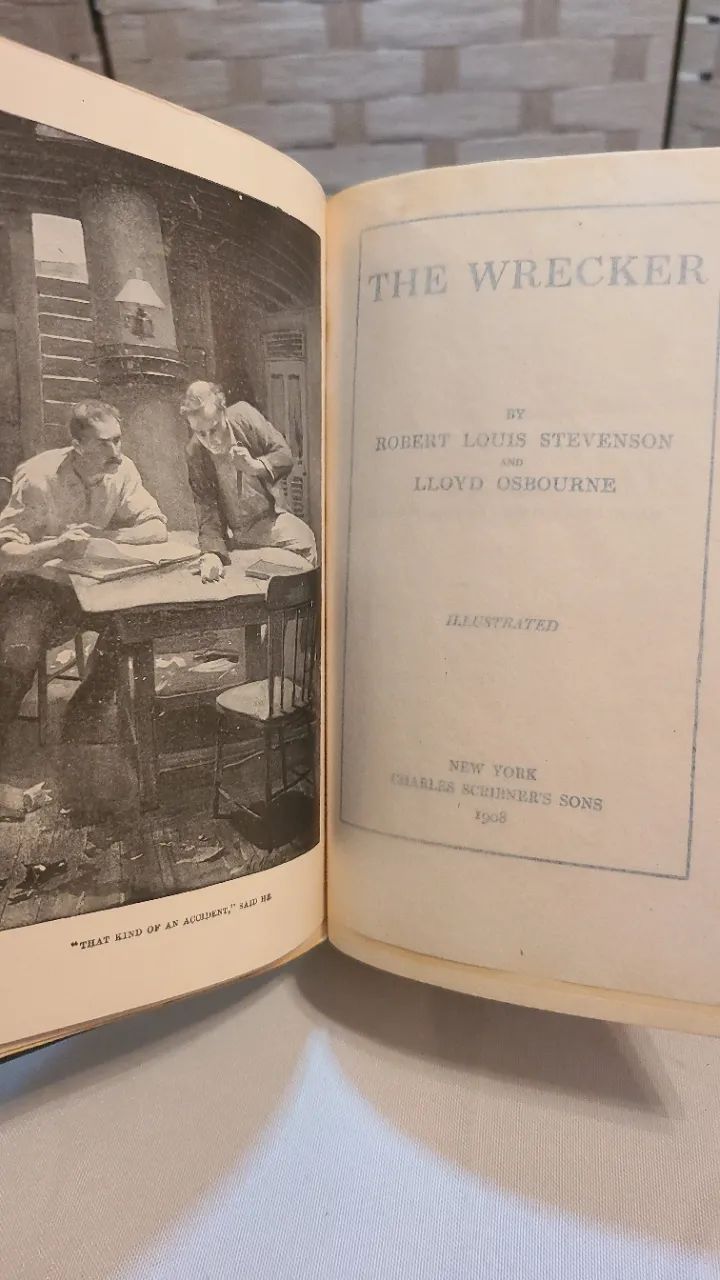 "THAT KIND OF AN ACCIDENT," SAID HE.
THE WRECKER
BY
ROBERT LOUIS STEVENSON
AND
LLOYD OSBOURNE
ILLUSTRATED
NEW YORK
CHARLES SCRIBNER'S SONS
1908